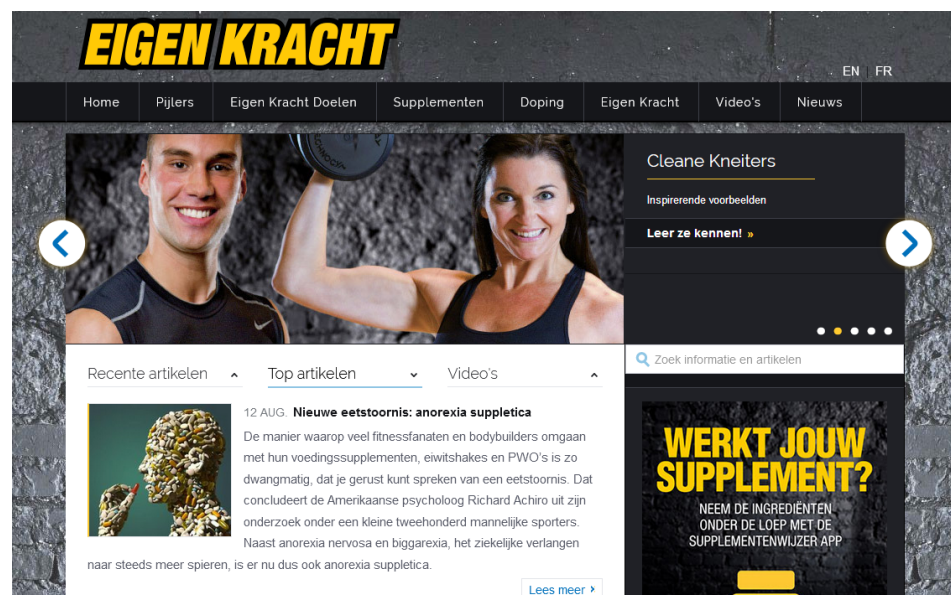 EIGEN KRACHT
EN FR
Home Pijlers Eigen Kracht Doelen Supplementen Doping Eigen Kracht Video's Nieuws
Cleane Kneiters
Inspirerende voorbeelden
Leer ze kennen! »
Zoek informatie en artikelen
Recente artikelen Top artikelen Video's
12 AUG. Nieuwe eetstoornis: anorexia suppletica
De manier waarop veel fitnessfanaten en bodybuilders omgaan
met hun voedingssupplementen, eiwitshakes en PWO's is zo
dwangmatig, dat je gerust kunt spreken van een eetstoornis. Dat
concludeert de Amerikaanse psycholoog Richard Achiro uit zijn
onderzoek onder een kleine tweehonderd mannelijke sporters.
Naast anorexia nervosa en biggarexia, het ziekelijke verlangen
naar steeds meer spieren, is er nu dus ook anorexia suppletica.
Lees meer
WERKT JOUW
SUPPLEMENT?
NEEM DE INGREDIËNTEN
ONDER DE LOEP MET DE
SUPPLEMENTENWIJZER APP